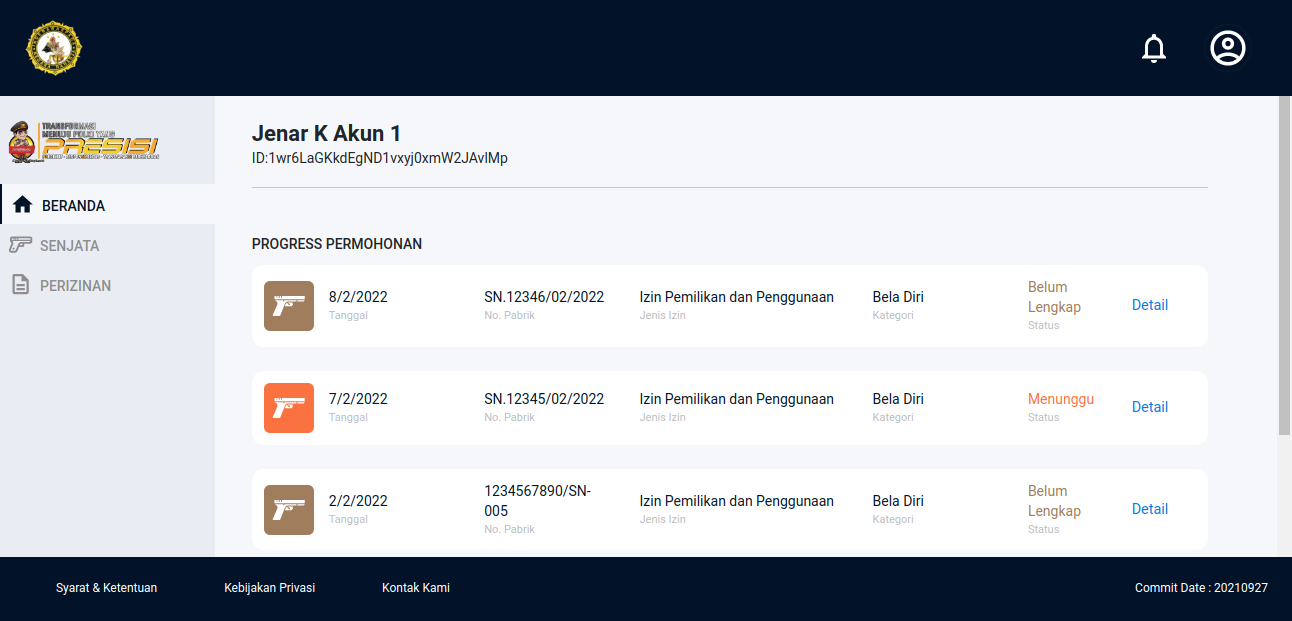 TRANSFORMASI
MENUJU POLRI YANG
PRESISI
BERANDA
SENJATA
PERIZINAN
Jenar K Akun 1
ID:1wr6LaGKkdEgND1vxyj0xmW2JAvlMp
PROGRESS PERMOHONAN
8/2/2022
Tanggal
SN.12346/02/2022
No. Pabrik
Izin Pemilikan dan Penggunaan
Jenis Izin
Bela Diri
Kategori
Belum
Lengkap
Status
Detail
7/2/2022
Tanggal
SN.12345/02/2022
No. Pabrik
Izin Pemilikan dan Penggunaan
Jenis Izin
Bela Diri
Kategori
Menunggu
Status
Detail
2/2/2022
Tanggal
1234567890/SN-
005
No. Pabrik
Izin Pemilikan dan Penggunaan
Jenis Izin
Bela Diri
Kategori
Belum
Lengkap
Status
Detail
Syarat & Ketentuan
Kebijakan Privasi
Kontak Kami
Commit Date : 20210927